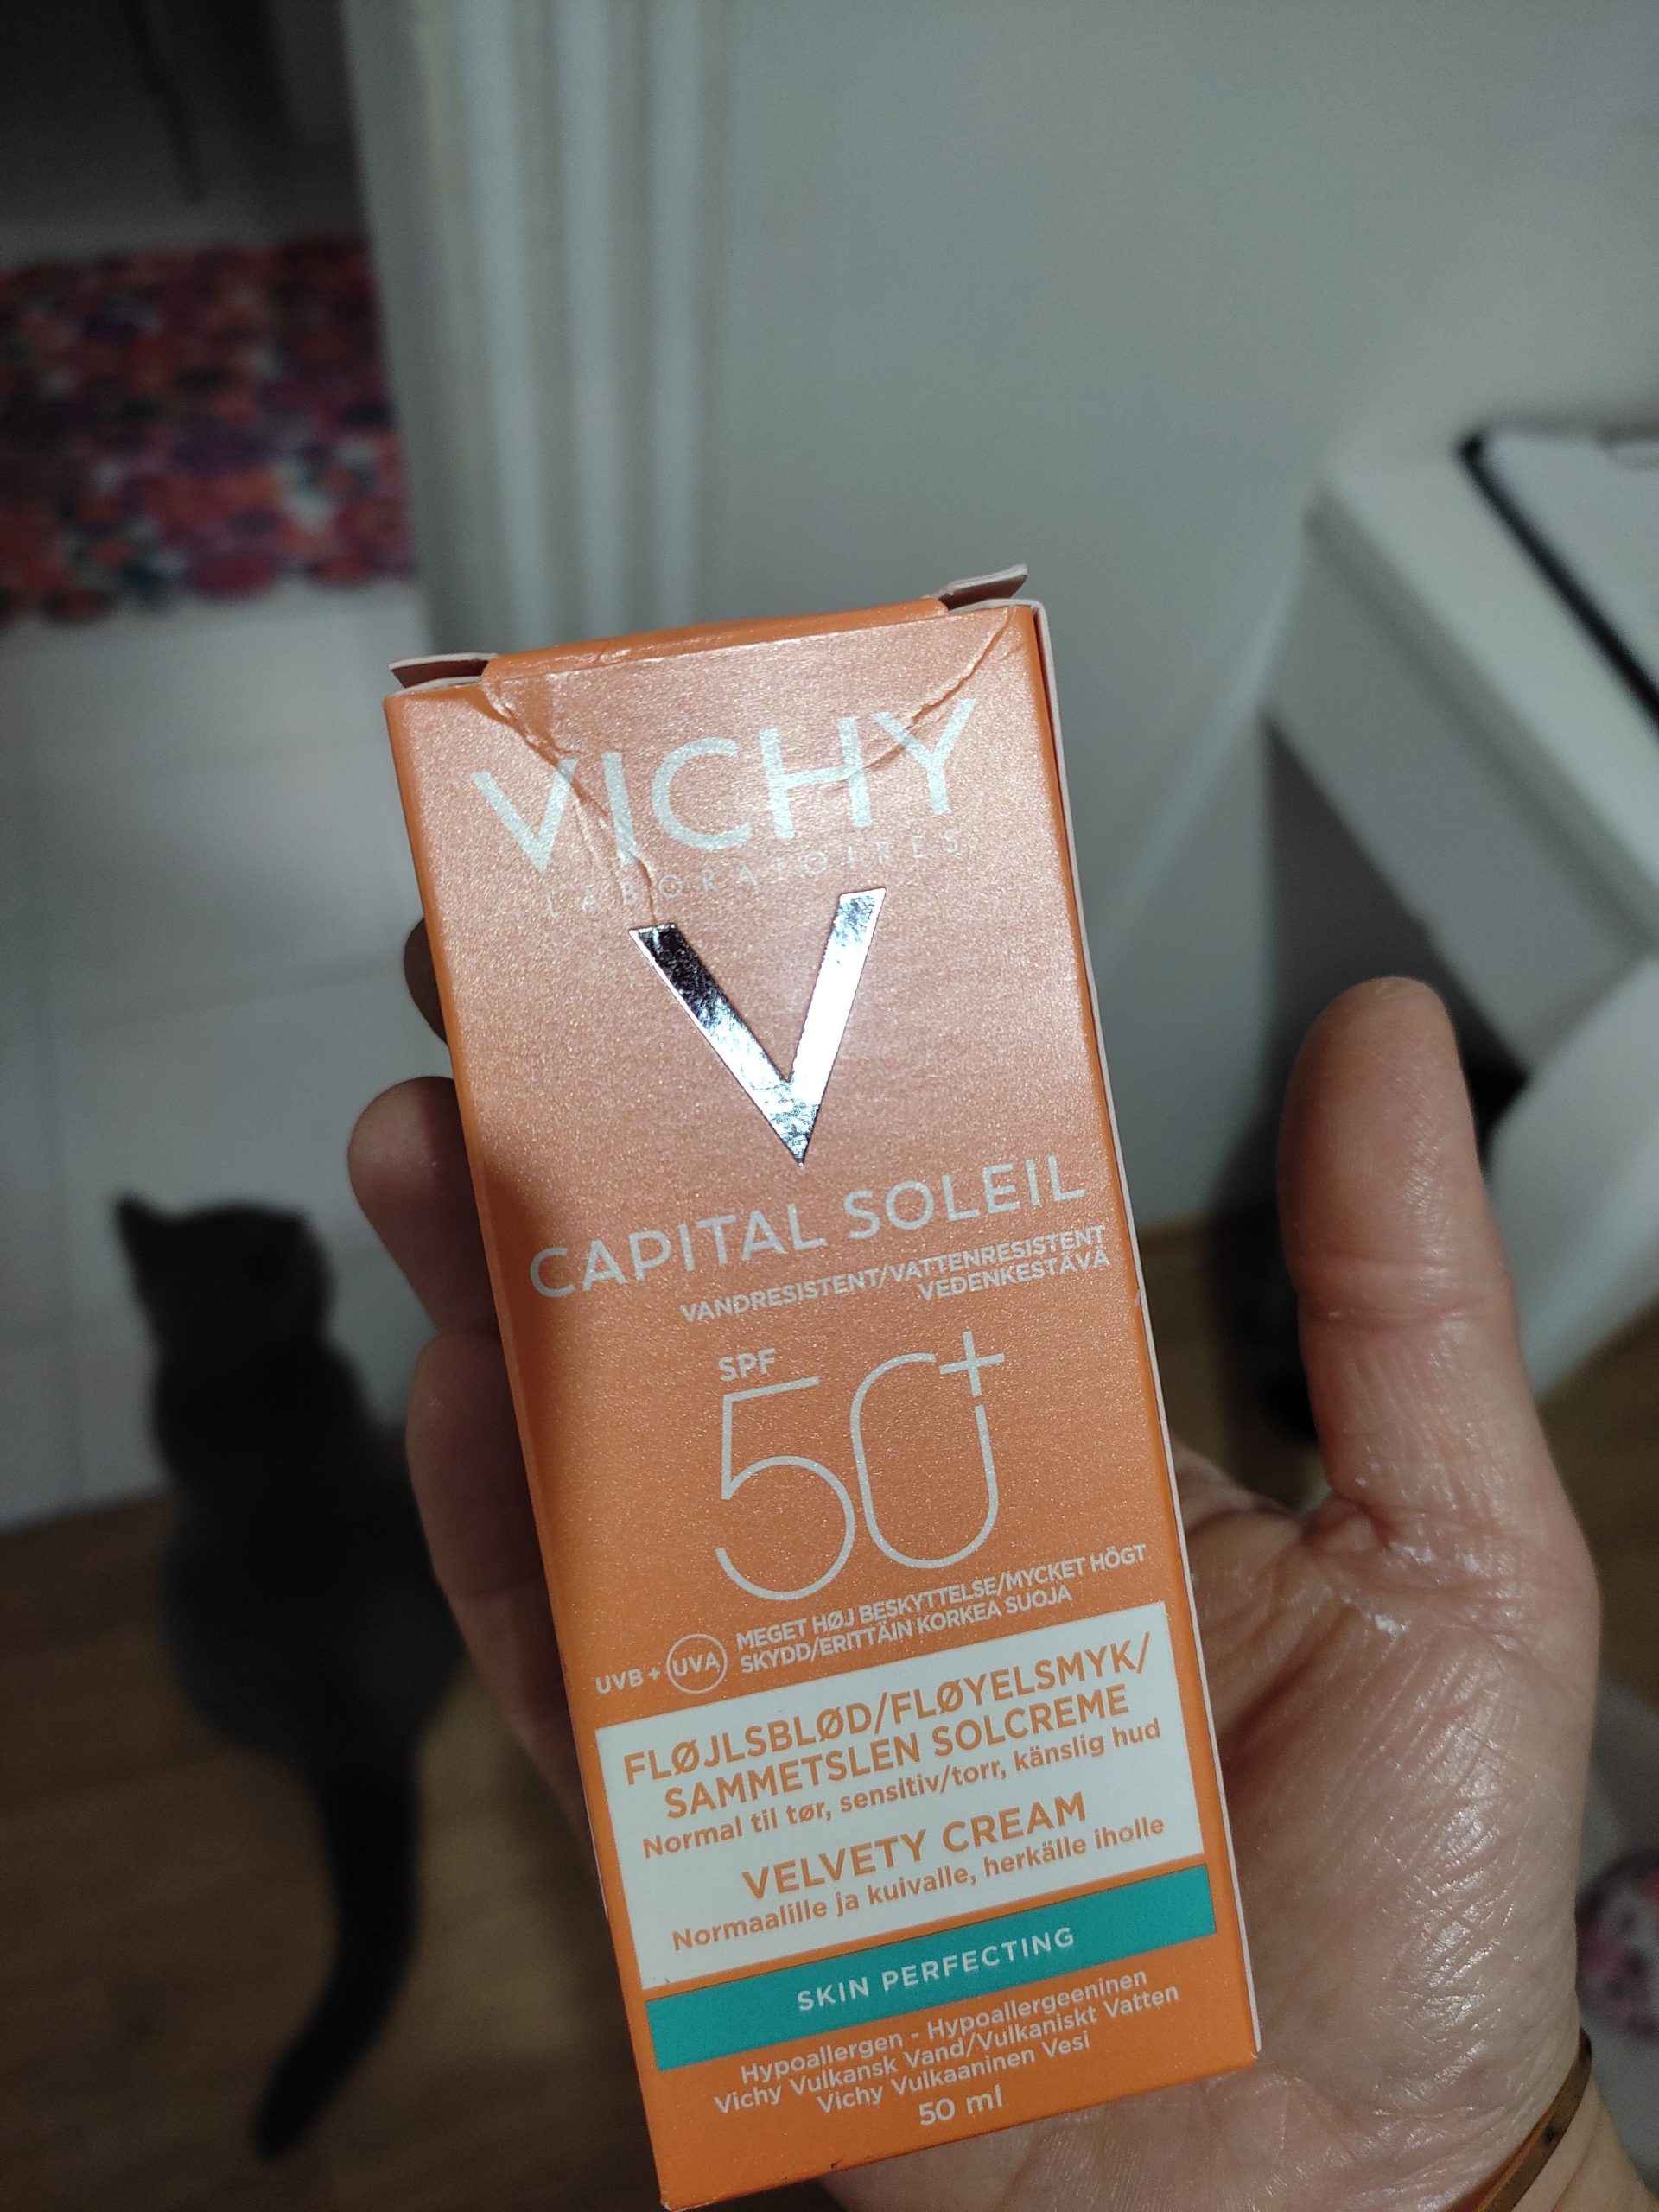 VICHY
LABORATOIRES
V
CAPITAL SOLEIL
VANDRESISTENT/VATTENRESISTENT
VEDENKESTÄVÄ
SPF
50+
UVB + UVA
MEGET HØJ BESKYTTELSE/MYCKET HÖGT
SKYDD/ERITTÄIN KORKEA SUOJA
FLØJLSBLØD/FLØYELSMYK/
SAMMETSLEN SOLCREME
Normal til tør, sensitiv/torr, känslig hud
VELVETY CREAM
Normaalille ja kuivalle, herkälle iholle
SKIN PERFECTING
Hypoallergen - Hypoallergeeninen
Vichy Vulkansk Vand/Vulkaniskt Vatten
Vichy Vulkaaninen Vesi
50 ml